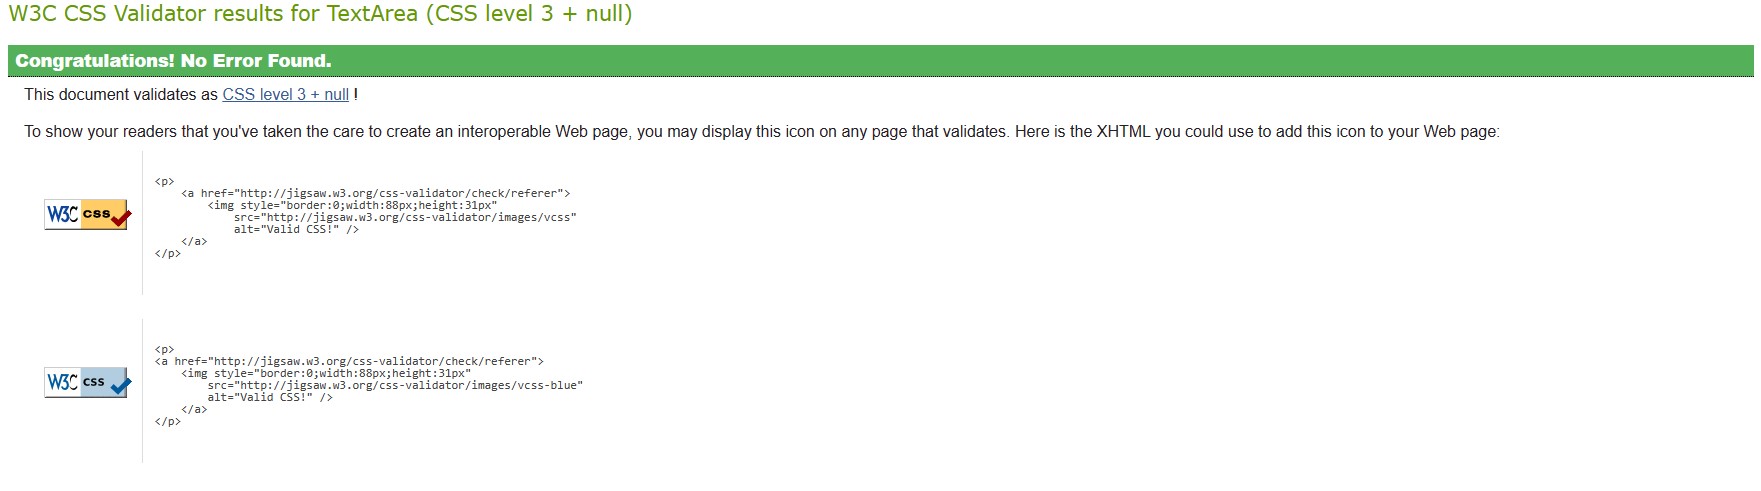 W3C CSS Validator results for TextArea (CSS level 3 + null)
Congratulations! No Error Found.
This document validates as CSS level 3 + null !
To show your readers that you've taken the care to create an interoperable Web page, you may display this icon on any page that validates. Here is the XHTML you could use to add this icon to your Web page:
W3C css
<p>
<a href="http://jigsaw.w3.org/css-validator/check/referer">
<img style="border:0;width:88px;height:31px"
src="http://jigsaw.w3.org/css-validator/images/vcss"
alt="Valid CSS!" />
</a>
</p>
W3C css
<p>
<a href="http://jigsaw.w3.org/css-validator/check/referer">
<img style="border:0;width:88px;height:31px"
src="http://jigsaw.w3.org/css-validator/images/vcss-blue"
alt="Valid CSS!" />
</a>
</p>